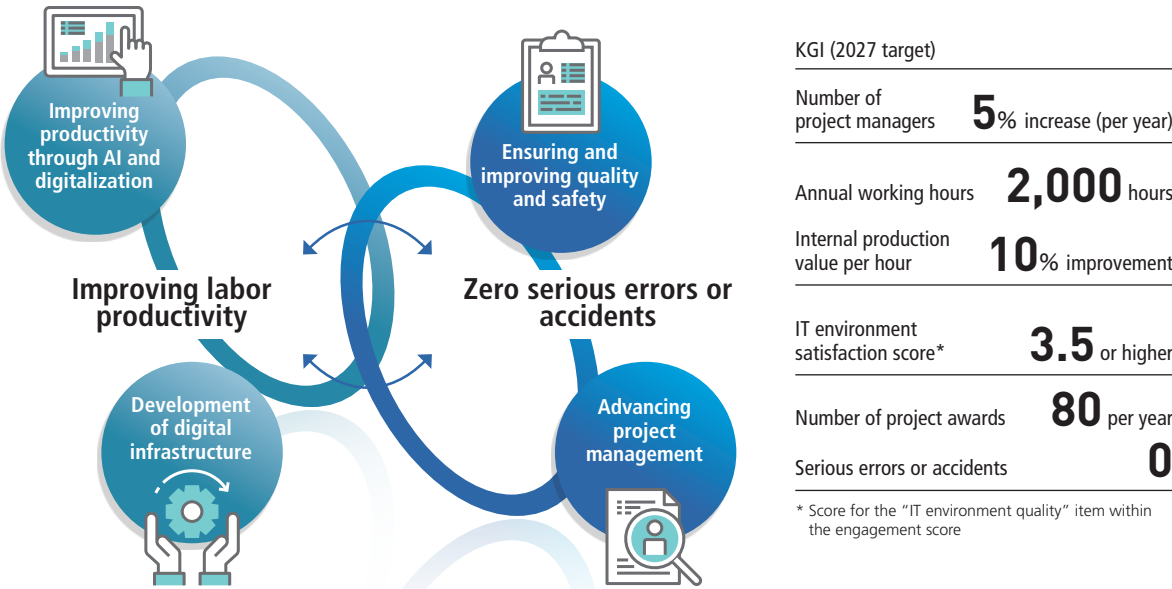 Improving
productivity
through AI and
digitalization
Ensuring and
improving quality
and safety
Improving labor
productivity
Zero serious errors or
accidents
Development
of digital
infrastructure
Advancing
project
management
KGI (2027 target)
Number of
project managers
5% increase (per year)
Annual working hours
2,000 hours
Internal production
value per hour
10% improvement
IT environment
satisfaction score*
3.5 or higher
Number of project awards
80 per year
Serious errors or accidents
0
* Score for the “IT environment quality” item within
the engagement score